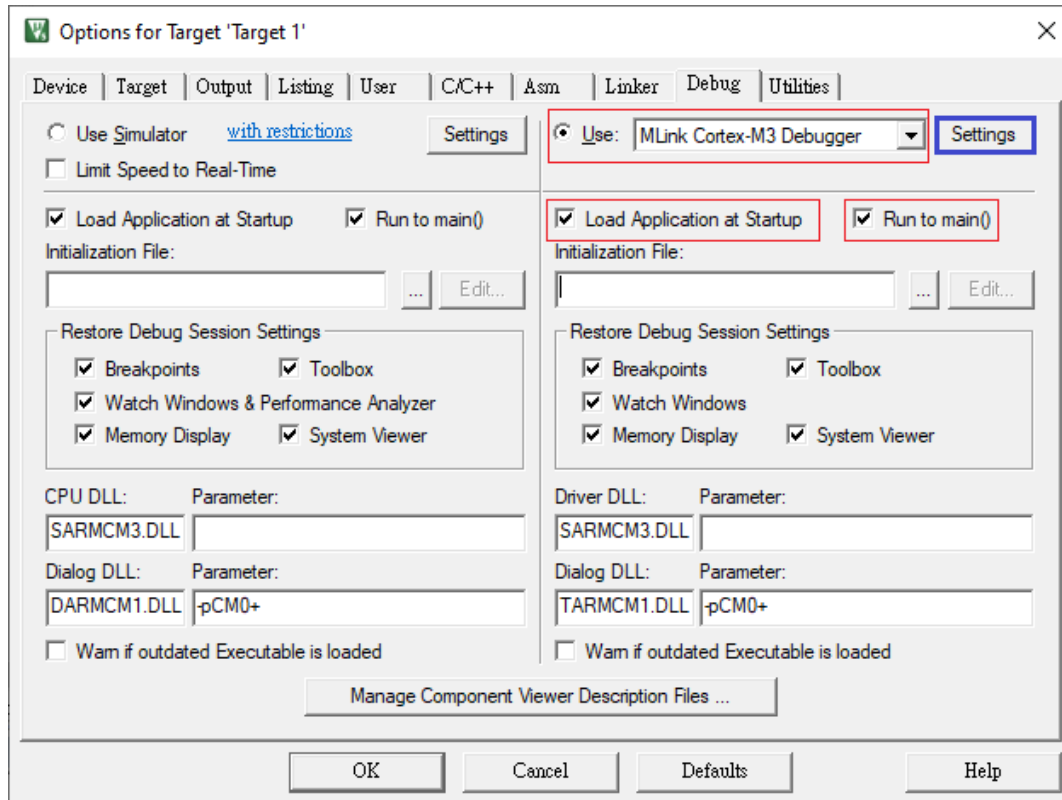 Options for Target 'Target 1'
Device Target Output Listing User C/C++ Asm Linker Debug Utilities
Use Simulator with restrictions Settings
Limit Speed to Real-Time
Load Application at Startup Run to main()
Initialization File:
... Edit...
Restore Debug Session Settings
Breakpoints Toolbox
Watch Windows & Performance Analyzer
Memory Display System Viewer
CPU DLL: Parameter:
SARMCM3.DLL
Dialog DLL: Parameter:
DARMCM1.DLL -pCM0+
Warn if outdated Executable is loaded
Use: MLink Cortex-M3 Debugger Settings
Load Application at Startup Run to main()
Initialization File:
... Edit...
Restore Debug Session Settings
Breakpoints Toolbox
Watch Windows
Memory Display System Viewer
Driver DLL: Parameter:
SARMCM3.DLL
Dialog DLL: Parameter:
TARMCM1.DLL -pCM0+
Warn if outdated Executable is loaded
Manage Component Viewer Description Files ...
OK Cancel Defaults Help